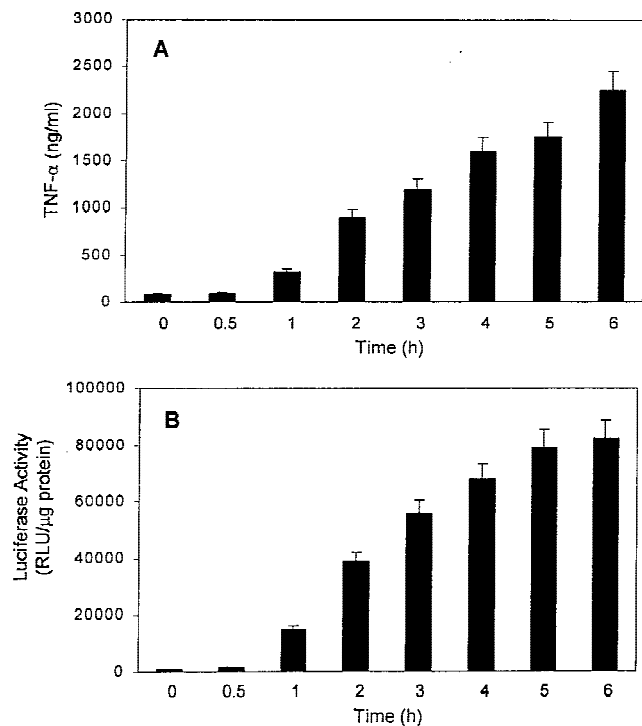 A
3000
2500
2000
1500
1000
500
0
TNF-α (ng/ml)
0 0.5 1 2 3 4 5 6
Time (h)
B
100000
80000
60000
40000
20000
0
Luciferase Activity
(RLU/μg protein)
0 0.5 1 2 3 4 5 6
Time (h)